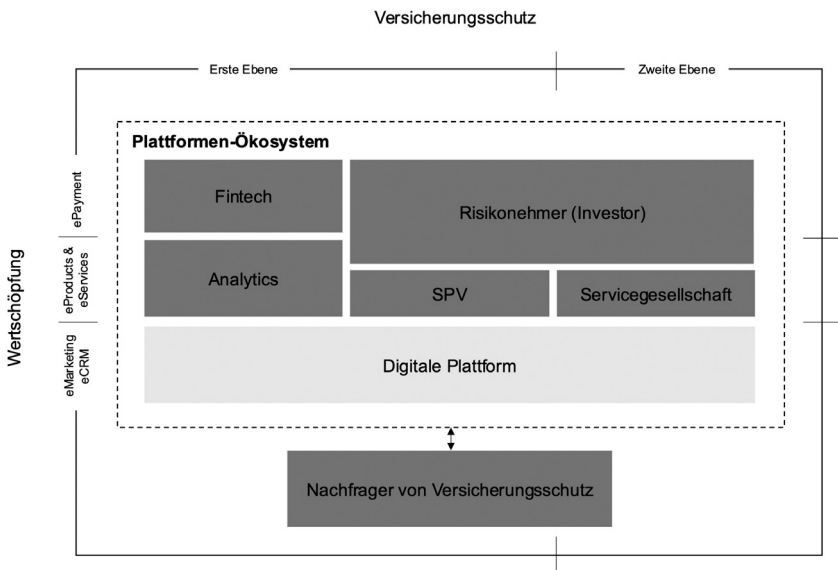 Versicherungsschutz
Erste Ebene
Zweite Ebene
Plattformen-Ökosystem
Wertschöpfung
ePayment
eProducts &
eServices
eMarketing
eCRM
Fintech
Risikonehmer (Investor)
Analytics
SPV
Servicegesellschaft
Digitale Plattform
Nachfrager von Versicherungsschutz